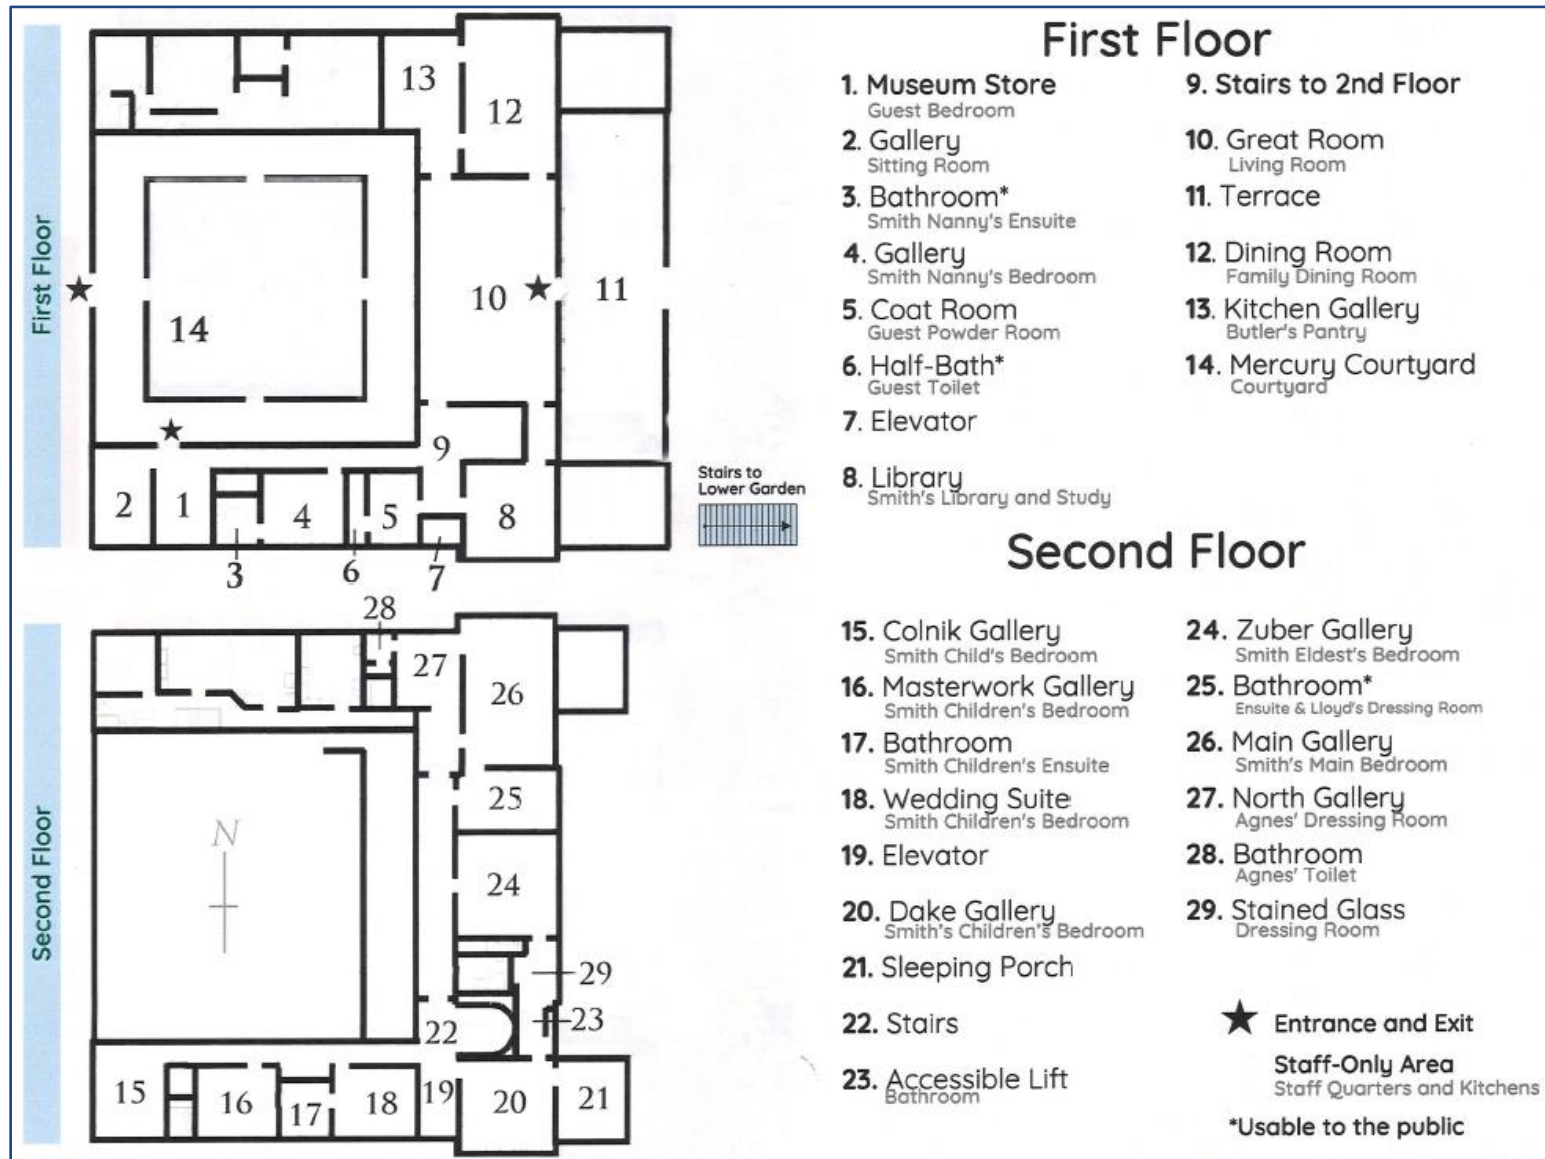 First Floor
13
12
14
10
11
9
2
1
4
5
8
3
6
7
Stairs to
Lower Garden
Second Floor
28
27
26
25
N
24
29
23
22
15
16
17
18
19
20
21
First Floor
1. Museum Store
Guest Bedroom
2. Gallery
Sitting Room
3. Bathroom*
Smith Nanny's Ensuite
4. Gallery
Smith Nanny's Bedroom
5. Coat Room
Guest Powder Room
6. Half-Bath*
Guest Toilet
7. Elevator
8. Library
Smith's Library and Study
9. Stairs to 2nd Floor
10. Great Room
Living Room
11. Terrace
12. Dining Room
Family Dining Room
13. Kitchen Gallery
Butler's Pantry
14. Mercury Courtyard
Courtyard
Second Floor
15. Colnik Gallery
Smith Child's Bedroom
16. Masterwork Gallery
Smith Children's Bedroom
17. Bathroom
Smith Children's Ensuite
18. Wedding Suite
Smith Children's Bedroom
19. Elevator
20. Dake Gallery
Smith's Children's Bedroom
21. Sleeping Porch
22. Stairs
23. Accessible Lift
Bathroom
24. Zuber Gallery
Smith Eldest's Bedroom
25. Bathroom*
Ensuite & Lloyd's Dressing Room
26. Main Gallery
Smith's Main Bedroom
27. North Gallery
Agnes' Dressing Room
28. Bathroom
Agnes' Toilet
29. Stained Glass
Dressing Room
Entrance and Exit
Staff-Only Area
Staff Quarters and Kitchens
*Usable to the public